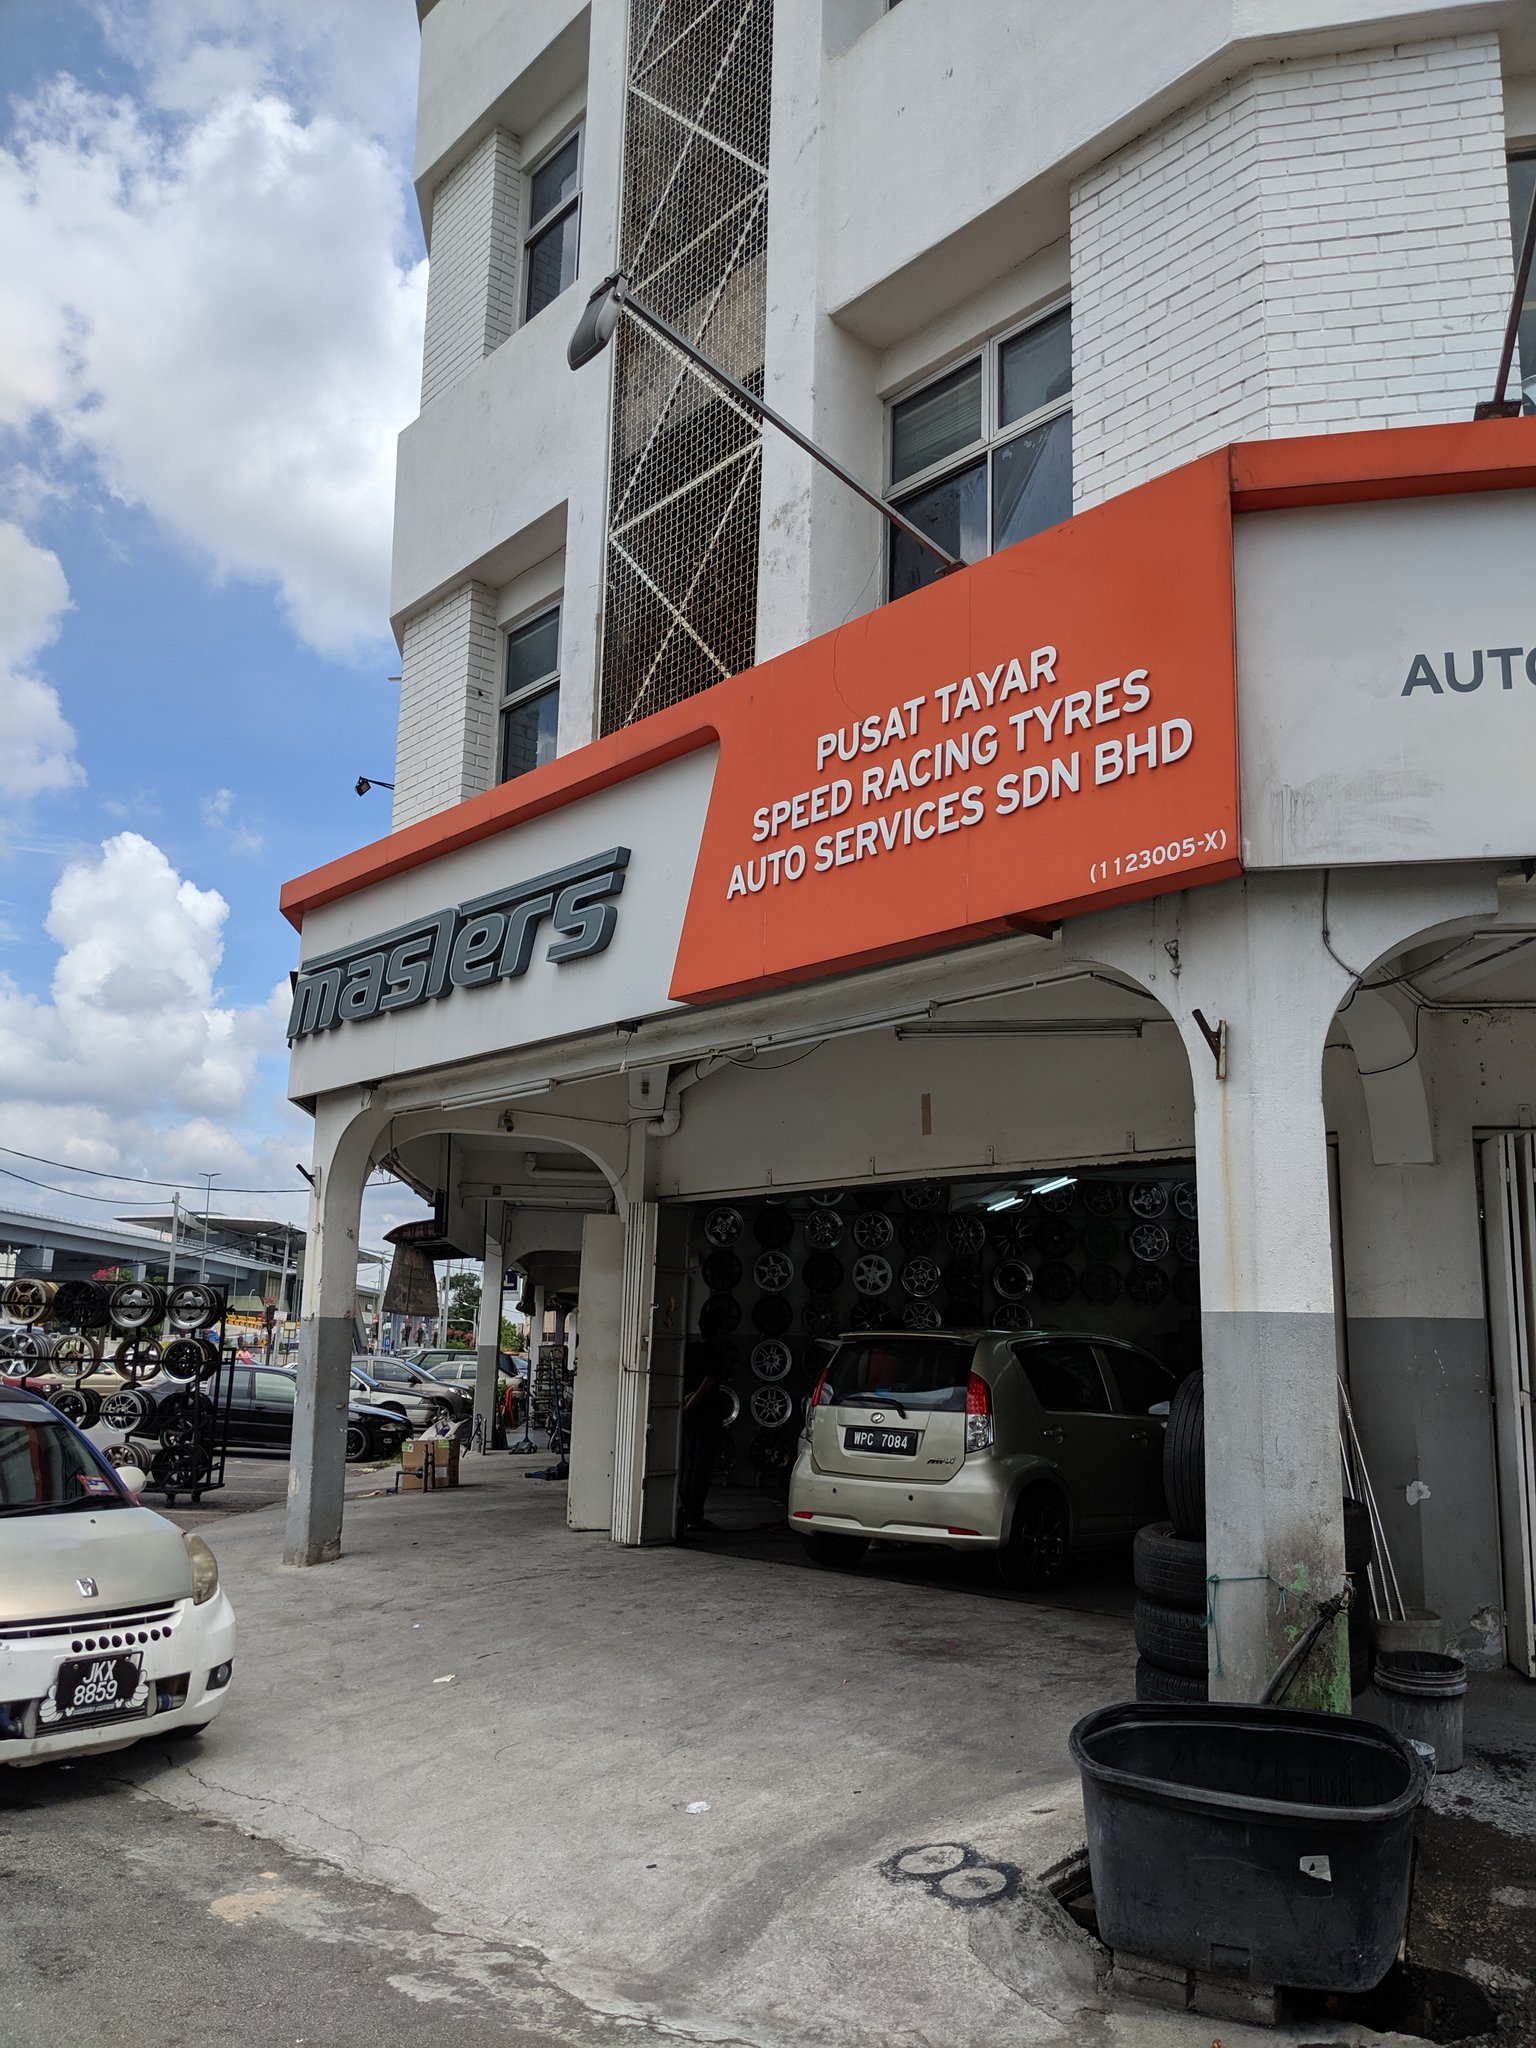 PUSAT TAYAR
SPEED RACING TYRES
AUTO SERVICES SDN BHD
(1123005-X)
masters
AUTO
WPC 7084
JKX
8859